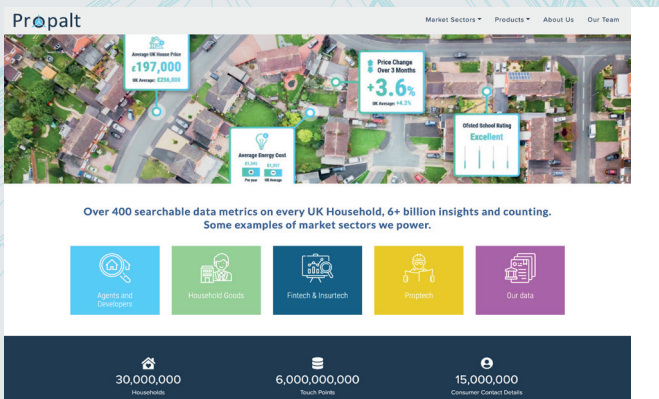 Propalt
Market Sectors
Products
About Us
Our Team
Average UK House Price
£197,000
UK Average: £256,000
Price Change
Over 3 Months
+3.6%
UK Average: +4.2%
Average Energy Cost
Per year
UK Average
Ofsted School Rating
Excellent
Over 400 searchable data metrics on every UK Household, 6+ billion insights and counting.
Some examples of market sectors we power.
Agents and
Developers
Household Goods
Fintech & Insurtech
Proptech
Our data
30,000,000
Households
6,000,000,000
Touch Points
15,000,000
Consumer Contact Details